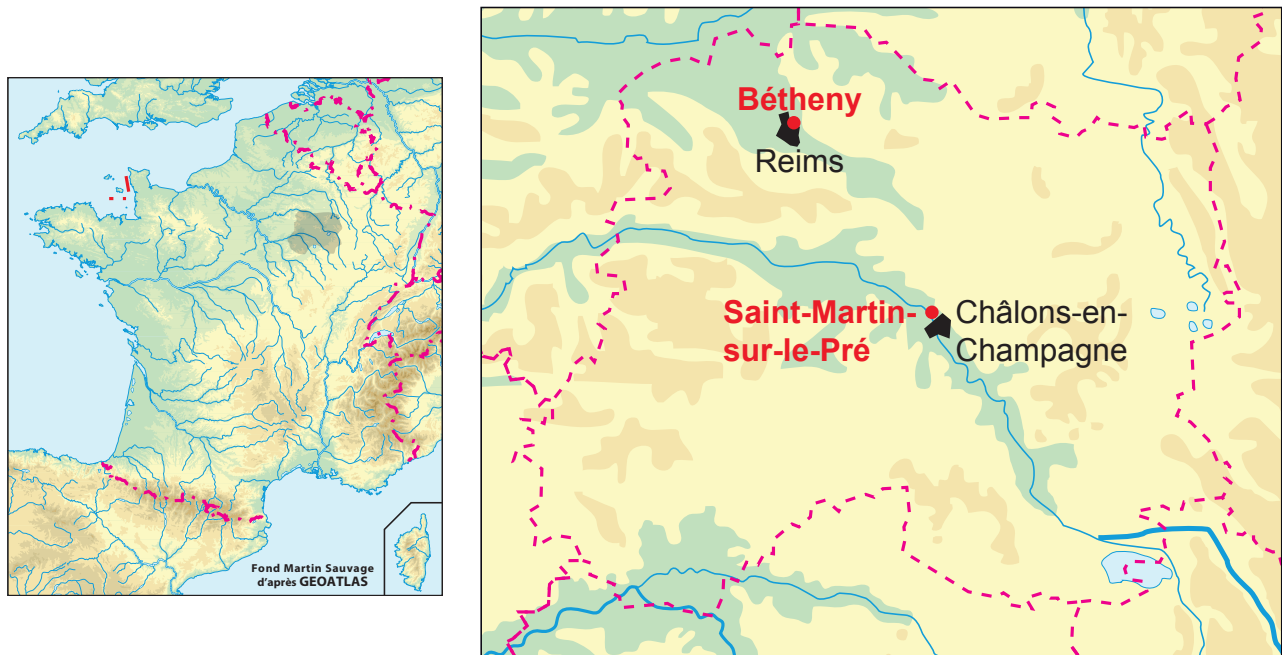 Fond Martin Sauvage
d'après GEOATLAS
Bétheny
Reims
Saint-Martin-
sur-le-Pré
Châlons-en-
Champagne